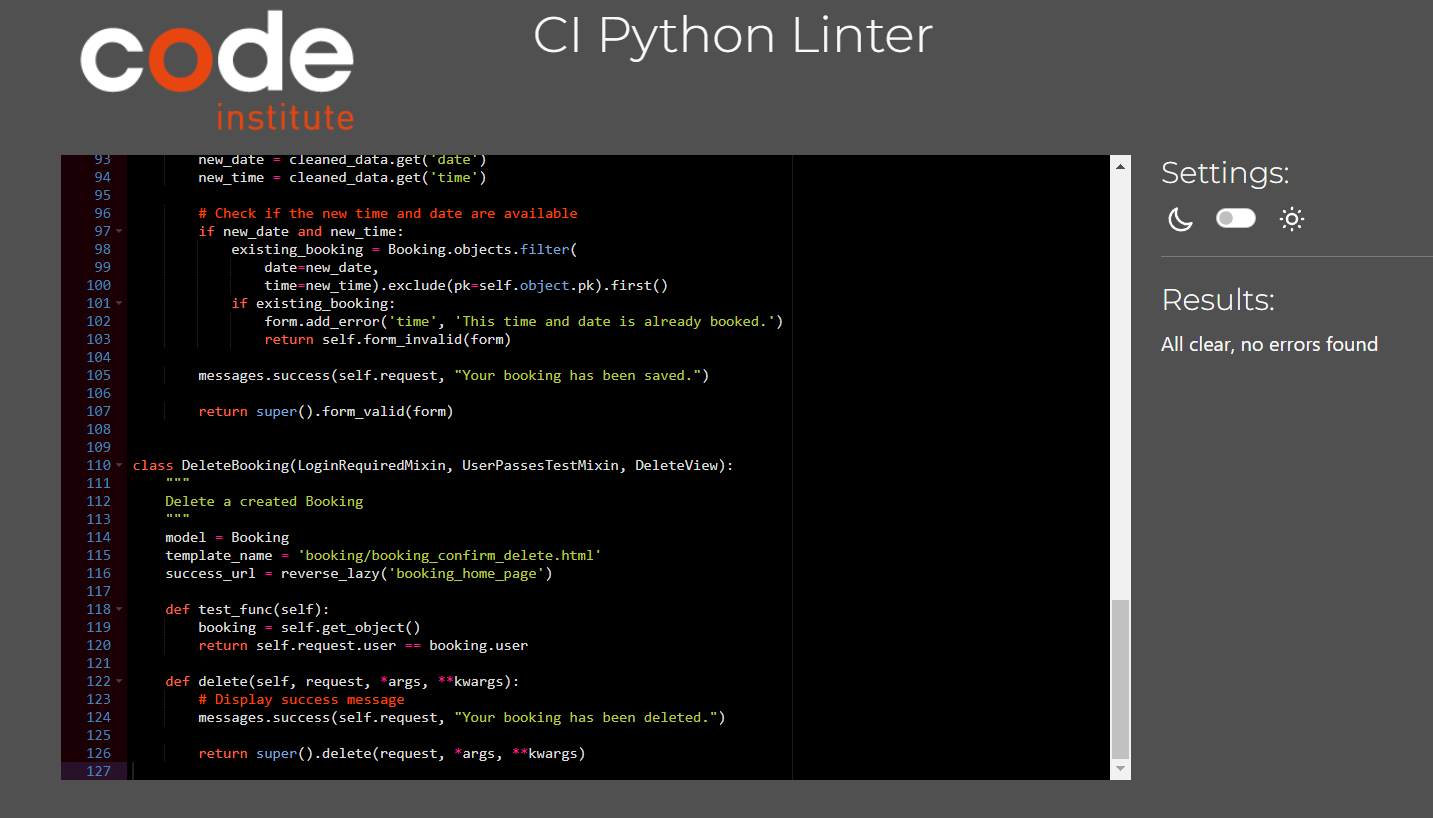 code
institute
CI Python Linter
93         new_date = cleaned_data.get('date')
94         new_time = cleaned_data.get('time')
95
96         # Check if the new time and date are available
97         if new_date and new_time:
98             existing_booking = Booking.objects.filter(
99                 date=new_date,
100                 time=new_time).exclude(pk=self.object.pk).first()
101             if existing_booking:
102                 form.add_error('time', 'This time and date is already booked.')
103                 return self.form_invalid(form)
104
105         messages.success(self.request, "Your booking has been saved.")
106
107         return super().form_valid(form)
108
109
110 class DeleteBooking(LoginRequiredMixin, UserPassesTestMixin, DeleteView):
111     """
112     Delete a created Booking
113     """
114     model = Booking
115     template_name = 'booking/booking_confirm_delete.html'
116     success_url = reverse_lazy('booking_home_page')
117
118     def test_func(self):
119         booking = self.get_object()
120         return self.request.user == booking.user
121
122     def delete(self, request, *args, **kwargs):
123         # Display success message
124         messages.success(self.request, "Your booking has been deleted.")
125
126         return super().delete(request, *args, **kwargs)
127
Settings:
Results:
All clear, no errors found